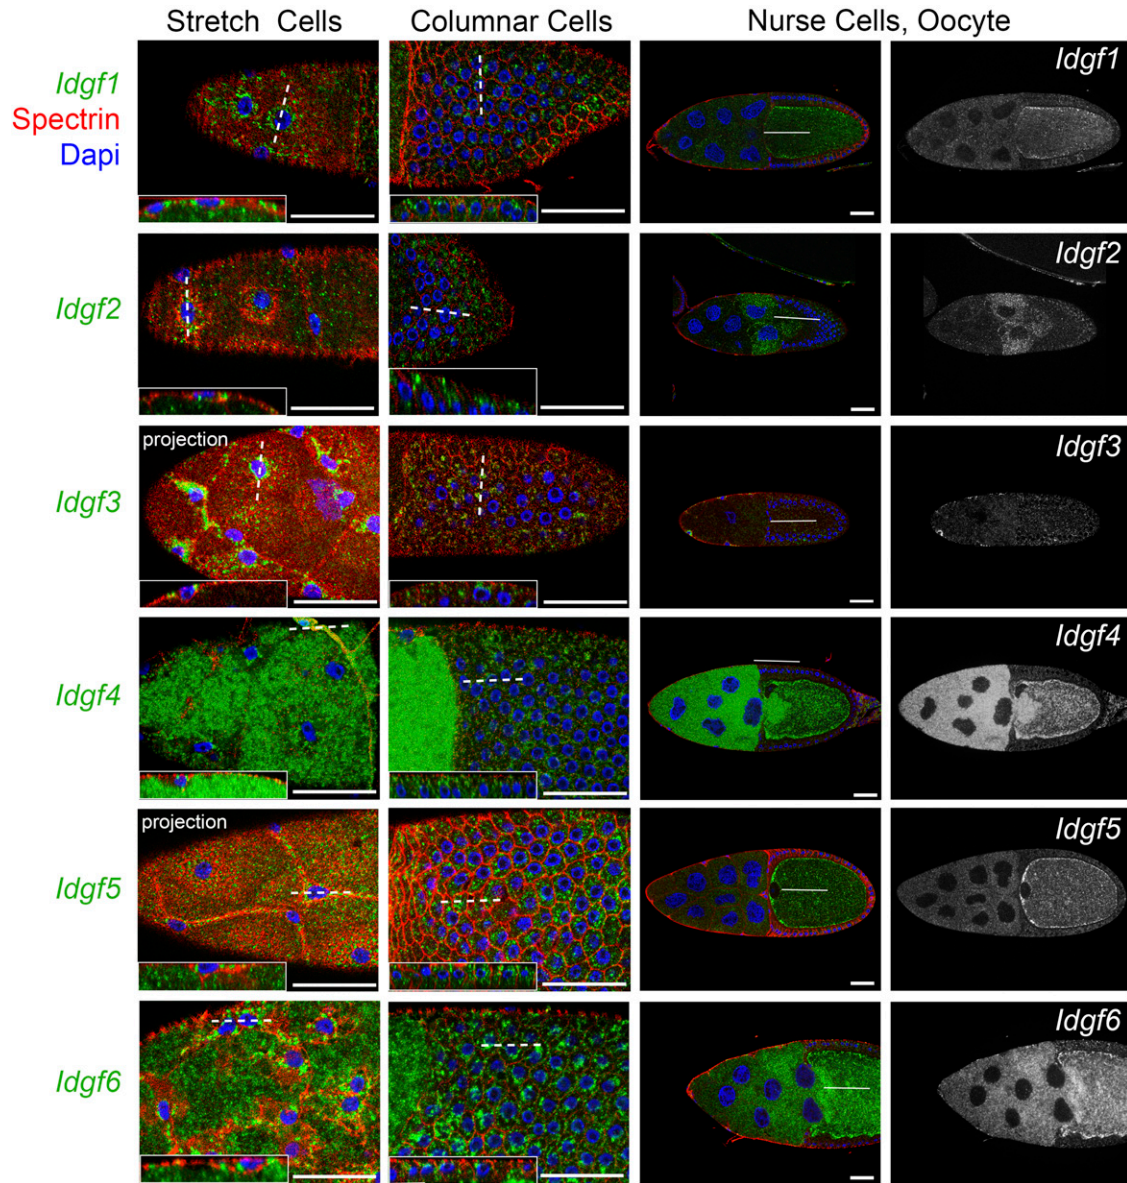 Stretch Cells
Columnar Cells
Nurse Cells, Oocyte
Idgf1
Spectrin
Dapi
Idgf1
Idgf2
Idgf2
projection
Idgf3
Idgf3
Idgf4
Idgf4
projection
Idgf5
Idgf5
Idgf6
Idgf6